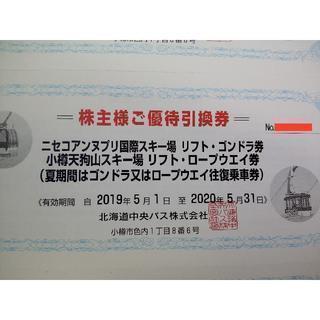 株主様ご優待引換券
No.
ニセコアンヌプリ国際スキー場 リフト・ゴンドラ券
小樽天狗山スキー場 リフト・ロープウエイ券
(夏期間はゴンドラ又はロープウエイ往復乗車券)
《有効期間 自 2019年5月1日 至 2020年5月31日》
北海道中央バス株式会社
小樽市色内1丁目8番6号